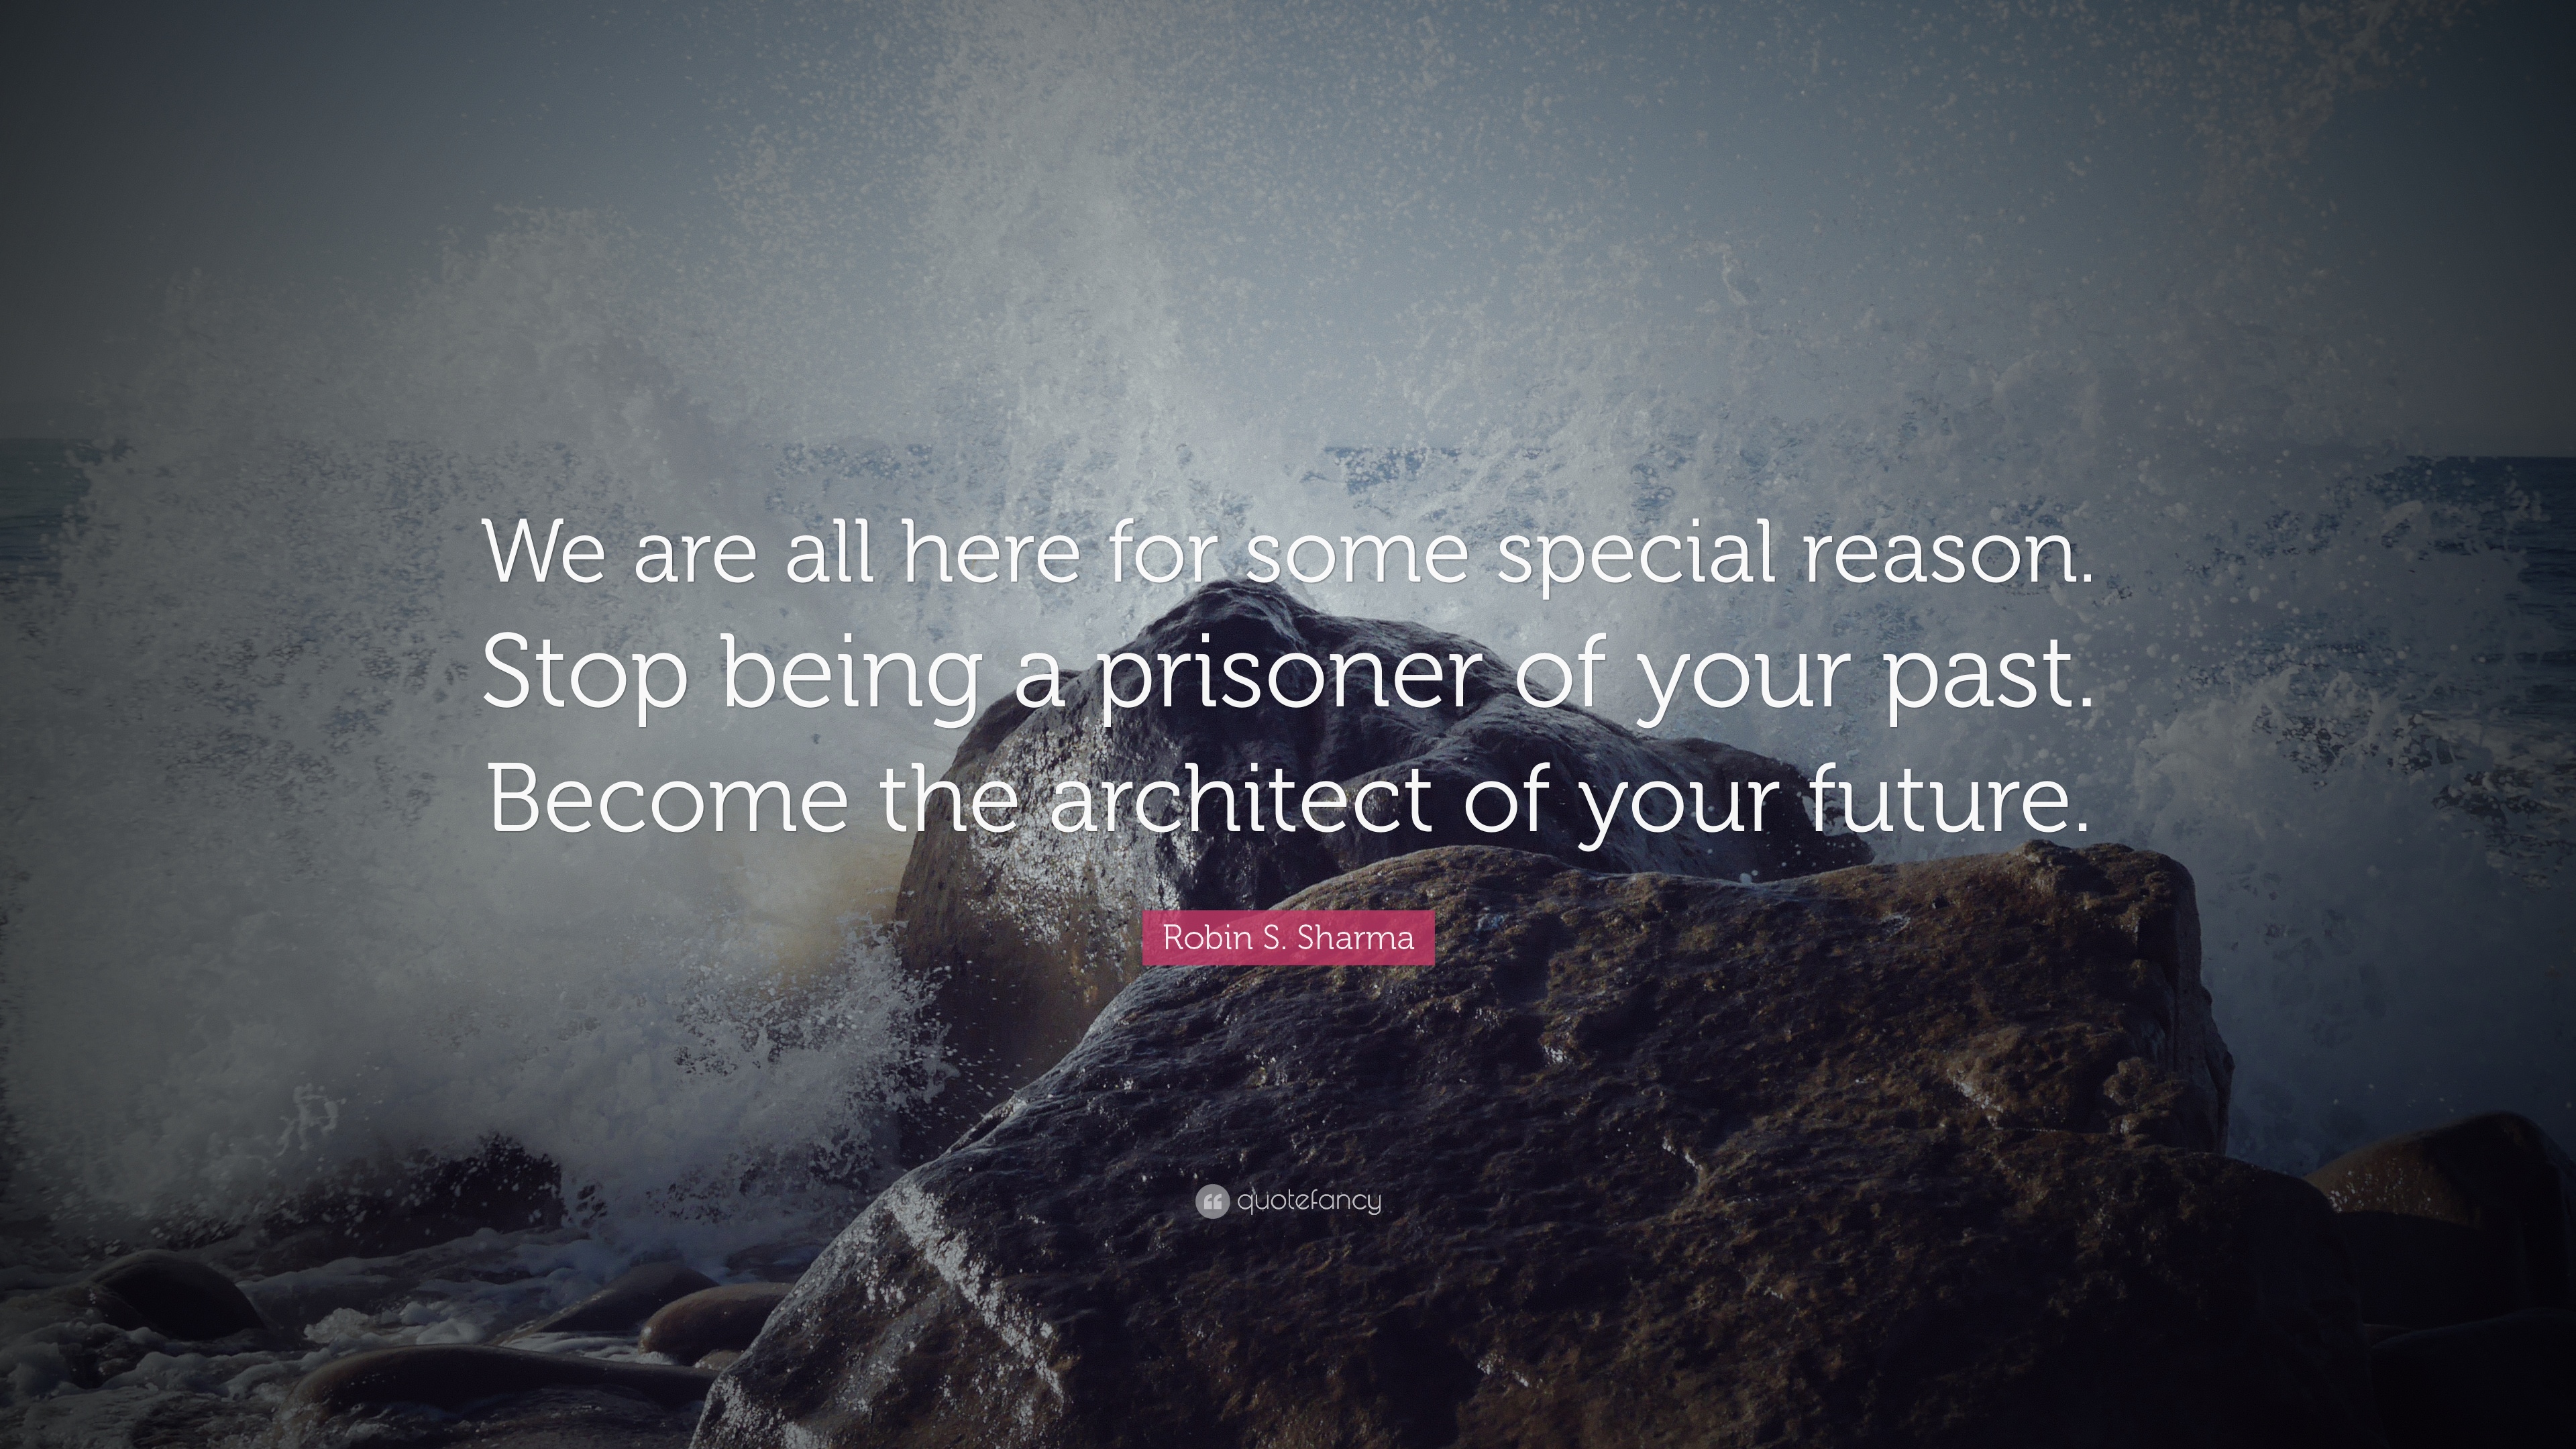 We are all here for some special reason.
Stop being a prisoner of your past.
Become the architect of your future.
Robin S. Sharma
quotefancy